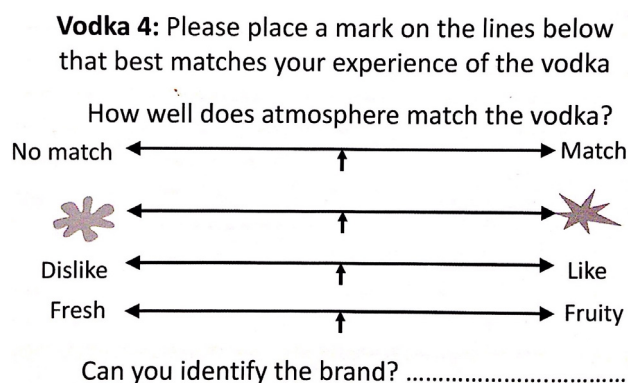 Vodka 4: Please place a mark on the lines below
that best matches your experience of the vodka
How well does atmosphere match the vodka?
No match Match
Dislike Like
Fresh Fruity
Can you identify the brand? ....................................